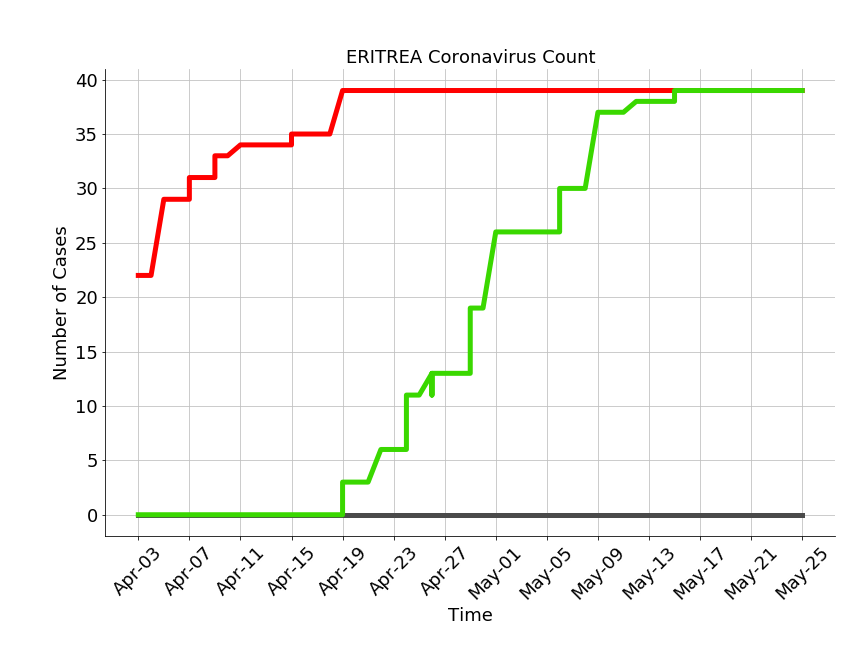 ERITREA Coronavirus Count
40
35
30
25
20
15
10
5
0
Number of Cases
Apr-03
Apr-07
Apr-11
Apr-15
Apr-19
Apr-23
Apr-27
May-01
May-05
May-09
May-13
May-17
May-21
May-25
Time